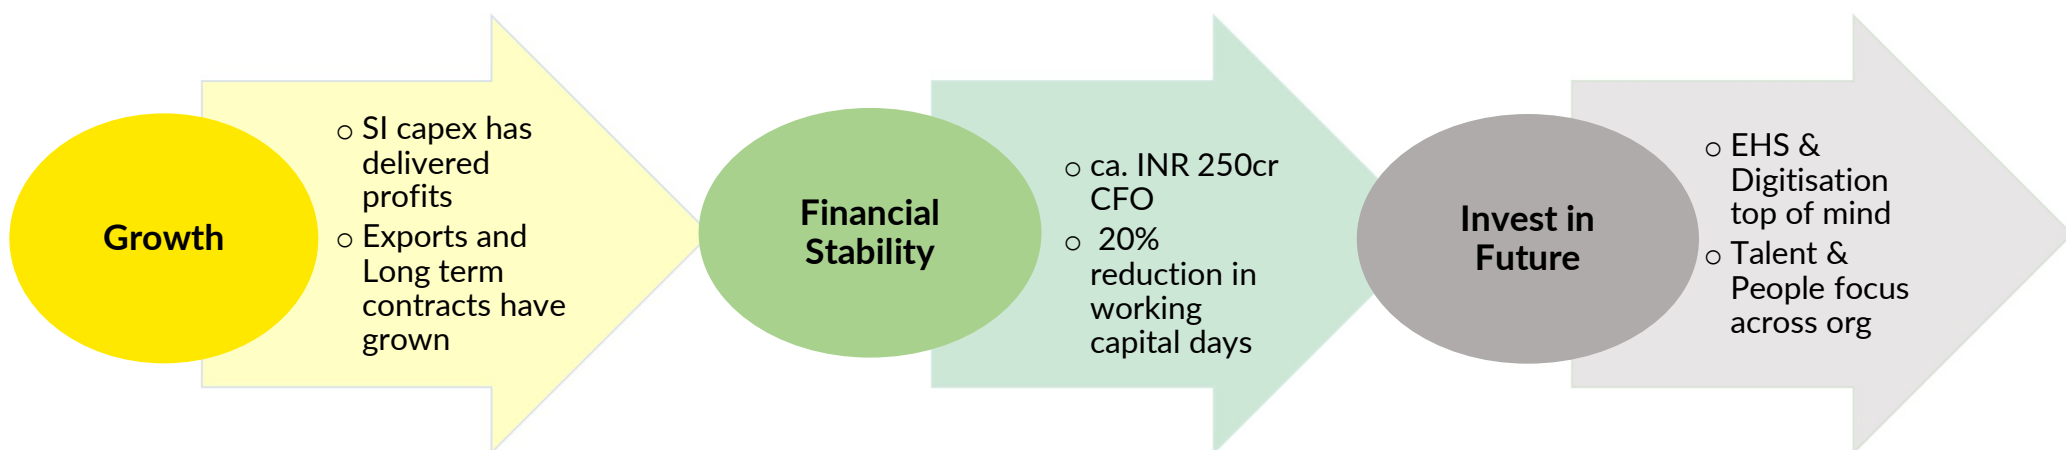 Growth
○ SI capex has
delivered
profits
○ Exports and
Long term
contracts have
grown
Financial
Stability
○ ca. INR 250cr
CFO
○ 20%
reduction in
working
capital days
Invest in
Future
○ EHS &
Digitisation
top of mind
○ Talent &
People focus
across org